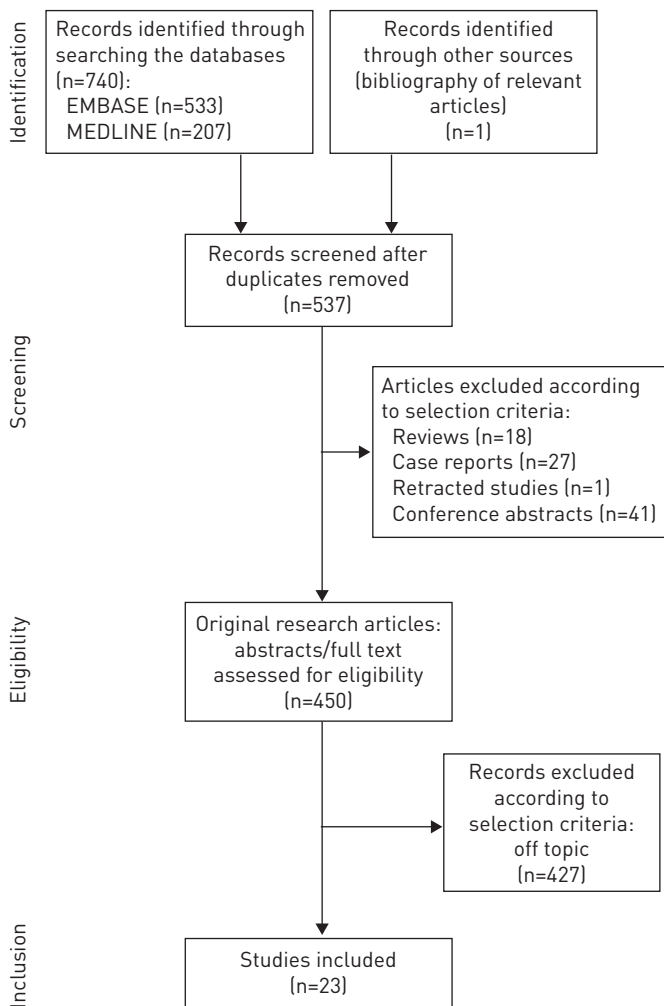 Identification
Records identified through
searching the databases
(n=740):
EMBASE (n=533)
MEDLINE (n=207)
Records identified
through other sources
(bibliography of relevant
articles)
(n=1)
Screening
Records screened after
duplicates removed
(n=537)
Articles excluded according
to selection criteria:
Reviews (n=18)
Case reports (n=27)
Retracted studies (n=1)
Conference abstracts (n=41)
Eligibility
Original research articles:
abstracts/full text
assessed for eligibility
(n=450)
Records excluded
according to
selection criteria:
off topic
(n=427)
Inclusion
Studies included
(n=23)